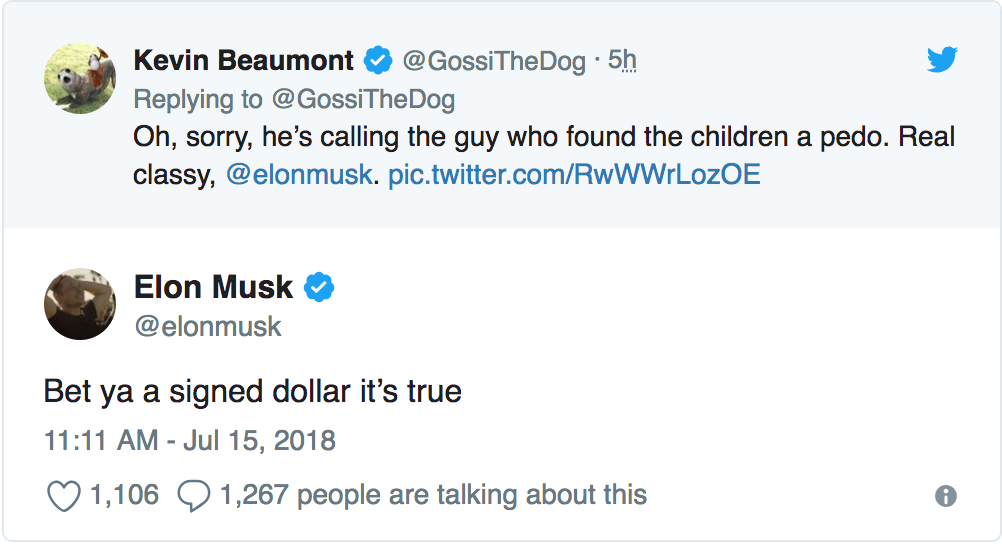 Kevin Beaumont @GossiTheDog · 5h
Replying to @GossiTheDog
Oh, sorry, he’s calling the guy who found the children a pedo. Real
classy, @elonmusk. pic.twitter.com/RwWWrLozOE
Elon Musk
@elonmusk
Bet ya a signed dollar it’s true
11:11 AM - Jul 15, 2018
1,106 1,267 people are talking about this